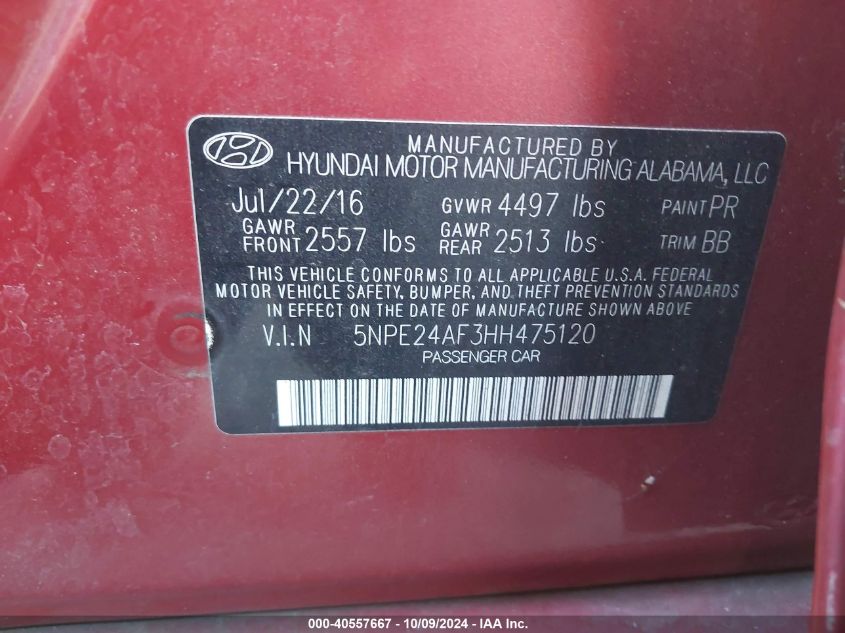 MANUFACTURED BY
HYUNDAI MOTOR MANUFACTURING ALABAMA, LLC
Jul/22/16 GVWR 4497 lbs PAINT PR
GAWR FRONT 2557 lbs GAWR REAR 2513 lbs TRIM BB
THIS VEHICLE CONFORMS TO ALL APPLICABLE U.S.A. FEDERAL
MOTOR VEHICLE SAFETY, BUMPER, AND THEFT PREVENTION STANDARDS
IN EFFECT ON THE DATE OF MANUFACTURE SHOWN ABOVE.
V.I.N 5NPE24AF3HH475120
PASSENGER CAR
000-40557667 - 10/09/2024 - IAA Inc.